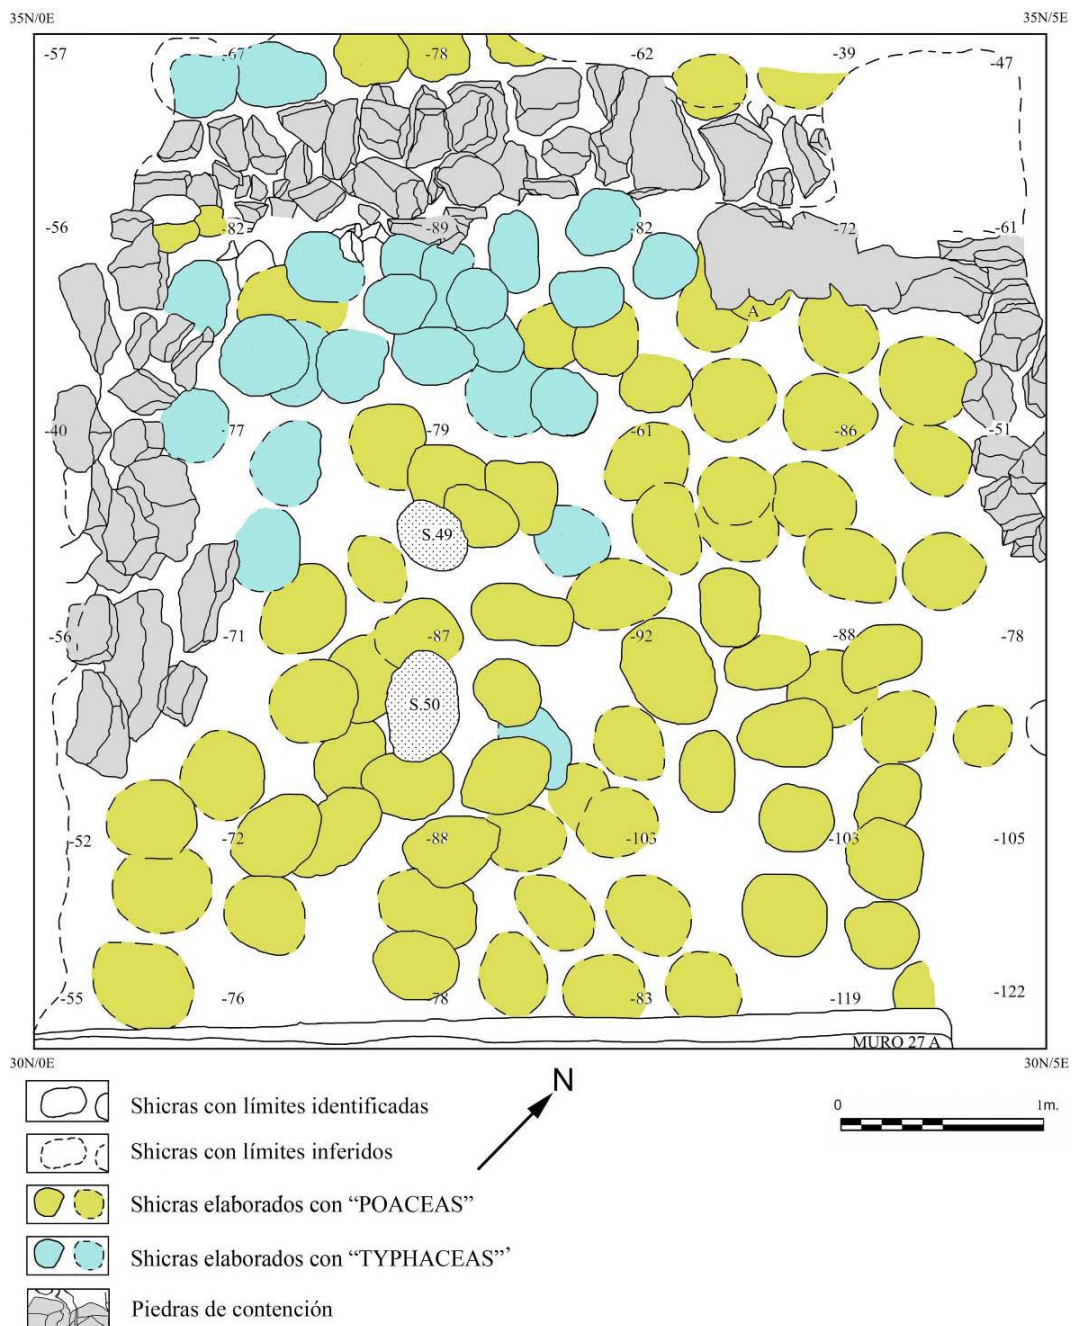 35N/0E 35N/5E
-57 -67 -78 -62 -39 -47
-56 -82 -89 -82 -72 -61
A
-40 -77 -79 -61 -86 -51
S.49
-56 -71 -87 -92 -88 -78
S.50
-52 -72 -88 -103 -103 -105
-55 -76 -78 -83 -119 -122
MURO 27 A
30N/0E 30N/5E
N
Shicras con límites identificadas
0 1m.
Shicras con límites inferidos
Shicras elaborados con “POACEAS”
Shicras elaborados con “TYPHACEAS”’
Piedras de contención